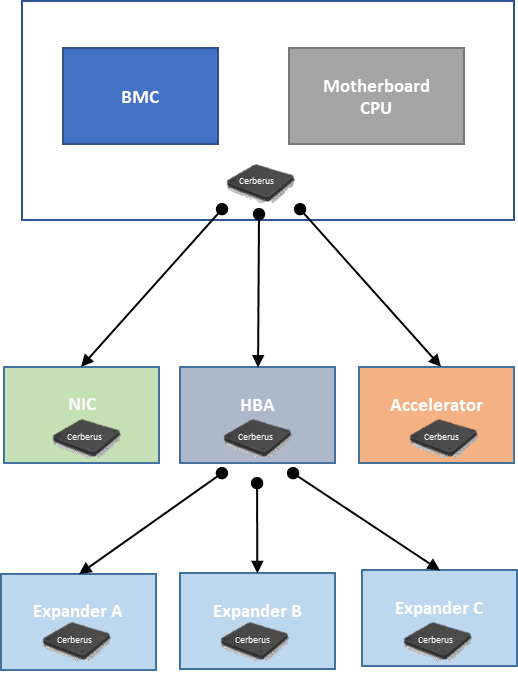 BMC
Motherboard
CPU
Cerberus
NIC
Cerberus
HBA
Cerberus
Accelerator
Cerberus
Expander A
Cerberus
Expander B
Cerberus
Expander C
Cerberus